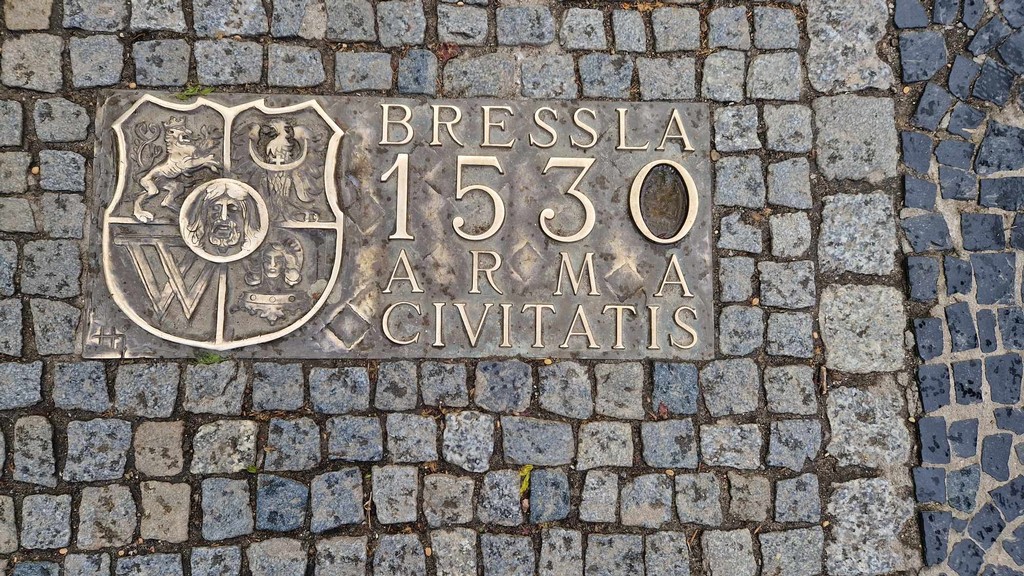 BRESSLA
1530
ARMA
CIVITATIS
W